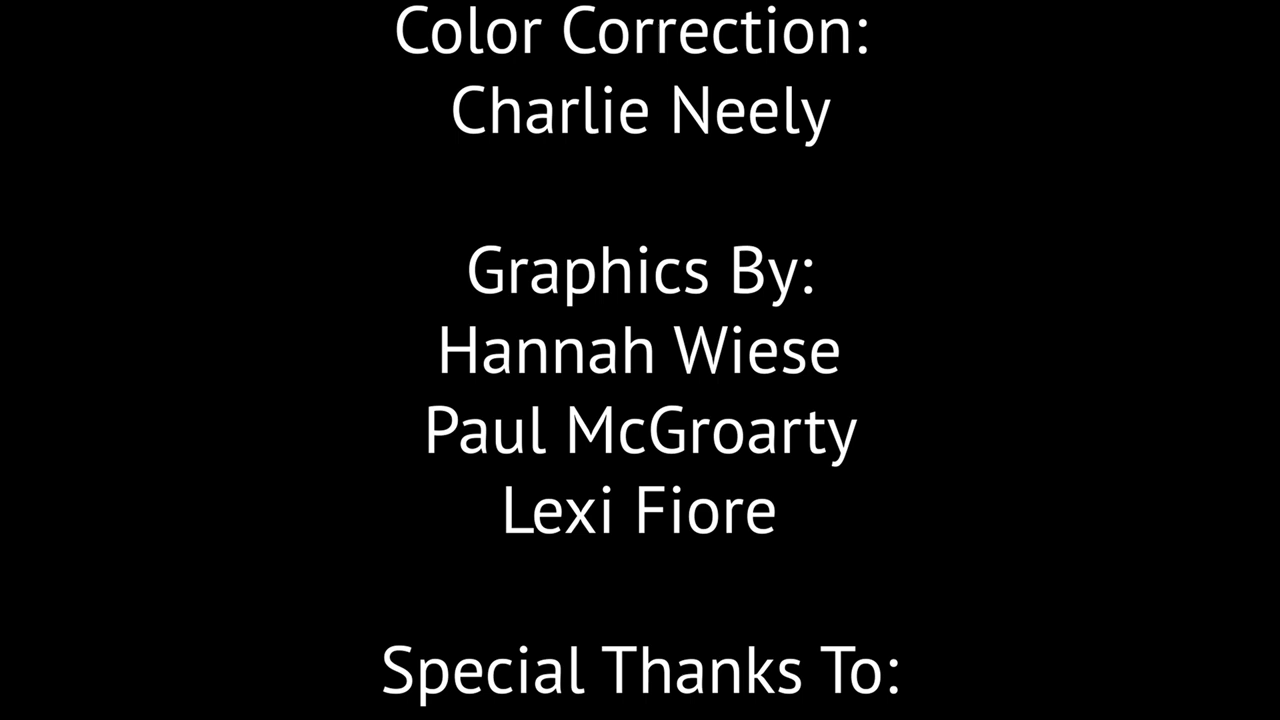 Color Correction:
Charlie Neely
Graphics By:
Hannah Wiese
Paul McGroarty
Lexi Fiore
Special Thanks To: